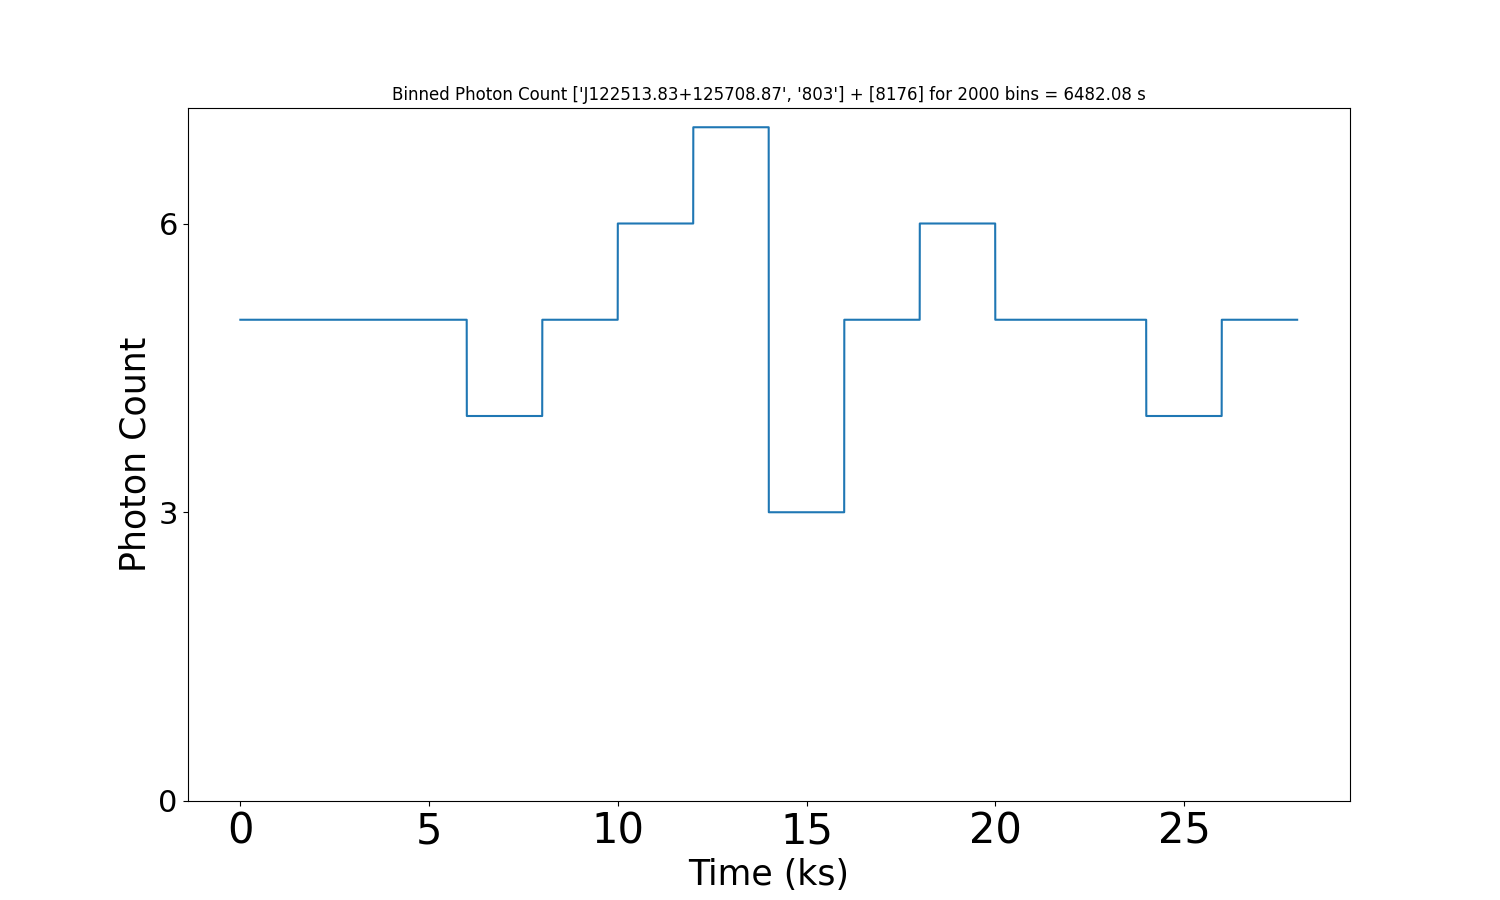 Binned Photon Count ['J122513.83+125708.87', '803'] + [8176] for 2000 bins = 6482.08 s
Photon Count
6
3
0
0 5 10 15 20 25
Time (ks)